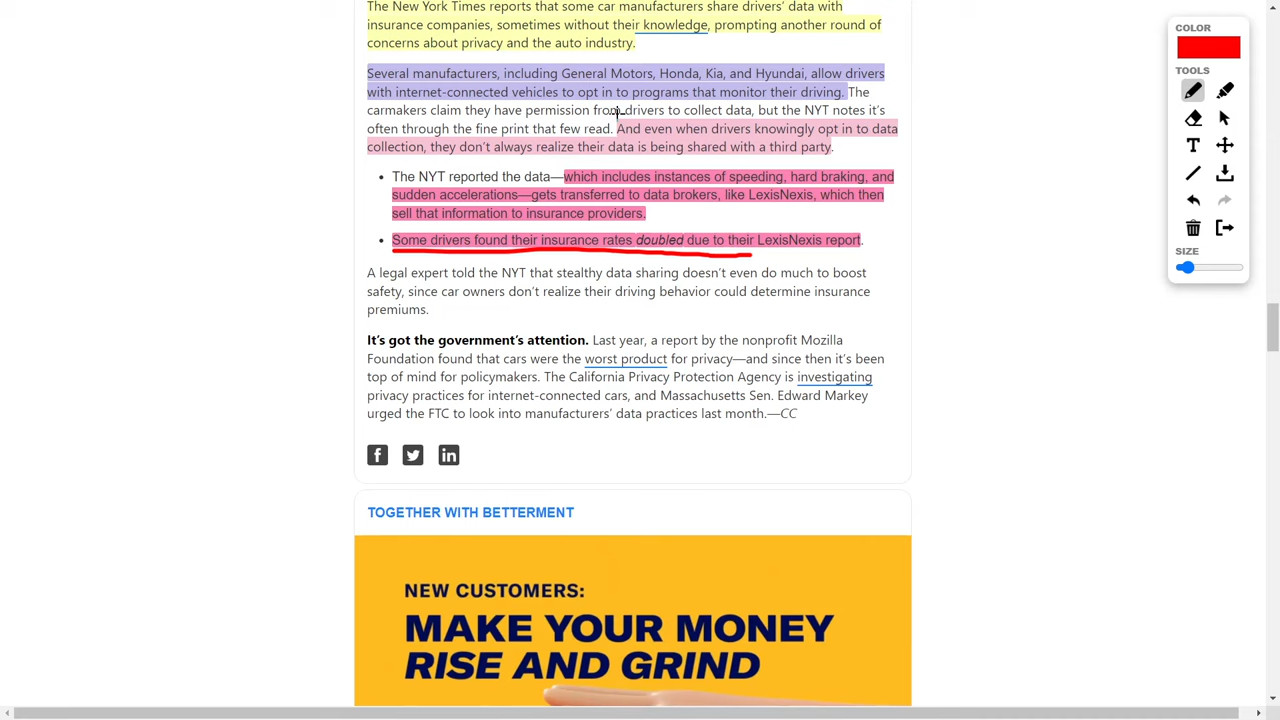 The New York Times reports that some car manufacturers share drivers' data with
insurance companies, sometimes without their knowledge, prompting another round of
concerns about privacy and the auto industry.
Several manufacturers, including General Motors, Honda, Kia, and Hyundai, allow drivers
with internet-connected vehicles to opt in to programs that monitor their driving. The
carmakers claim they have permission from drivers to collect data, but the NYT notes it's
often through the fine print that few read. And even when drivers knowingly opt in to data
collection, they don't always realize their data is being shared with a third party.
• The NYT reported the data—which includes instances of speeding, hard braking, and
sudden accelerations—gets transferred to data brokers, like LexisNexis, which then
sell that information to insurance providers.
• Some drivers found their insurance rates doubled due to their LexisNexis report.
A legal expert told the NYT that stealthy data sharing doesn't even do much to boost
safety, since car owners don't realize their driving behavior could determine insurance
premiums.
It's got the government's attention. Last year, a report by the nonprofit Mozilla
Foundation found that cars were the worst product for privacy—and since then it's been
top of mind for policymakers. The California Privacy Protection Agency is investigating
privacy practices for internet-connected cars, and Massachusetts Sen. Edward Markey
urged the FTC to look into manufacturers' data practices last month.—CC
TOGETHER WITH BETTERMENT
NEW CUSTOMERS:
MAKE YOUR MONEY
RISE AND GRIND
COLOR
TOOLS
T
SIZE